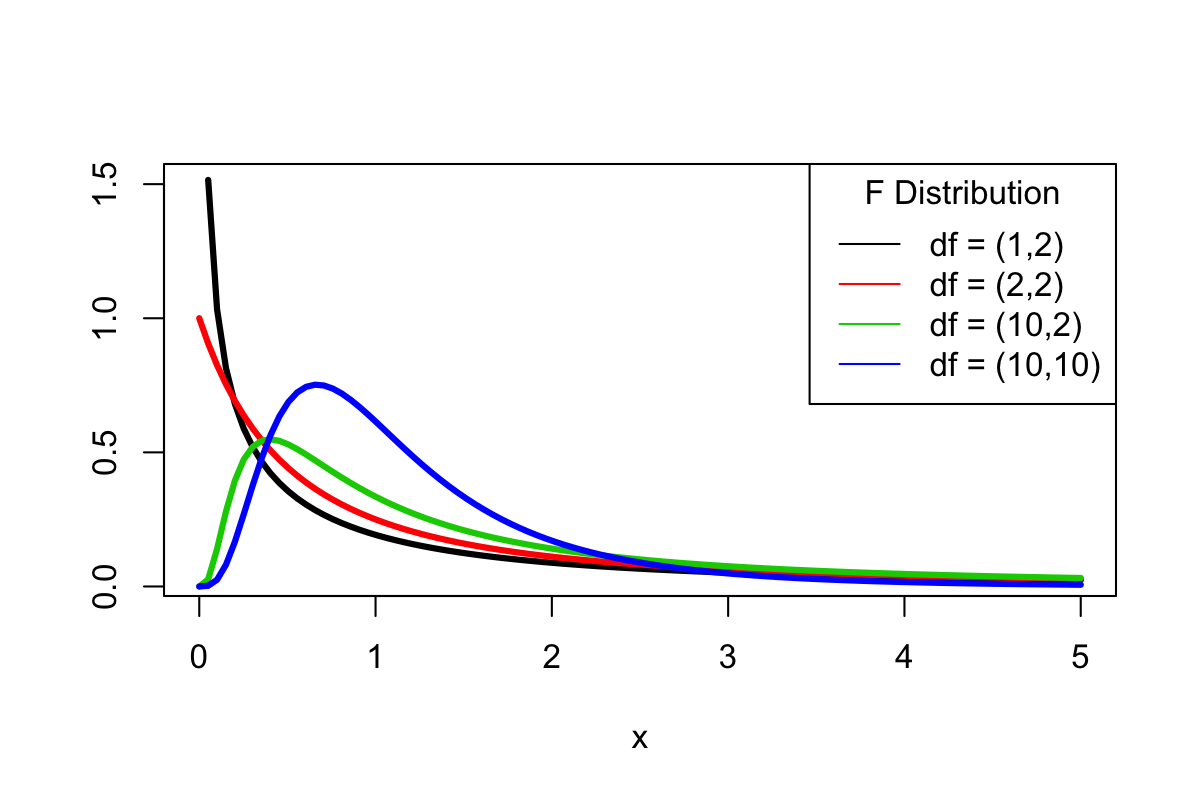 F Distribution
df = (1,2)
df = (2,2)
df = (10,2)
df = (10,10)
1.5
1.0
0.5
0.0
0 1 2 3 4 5
x